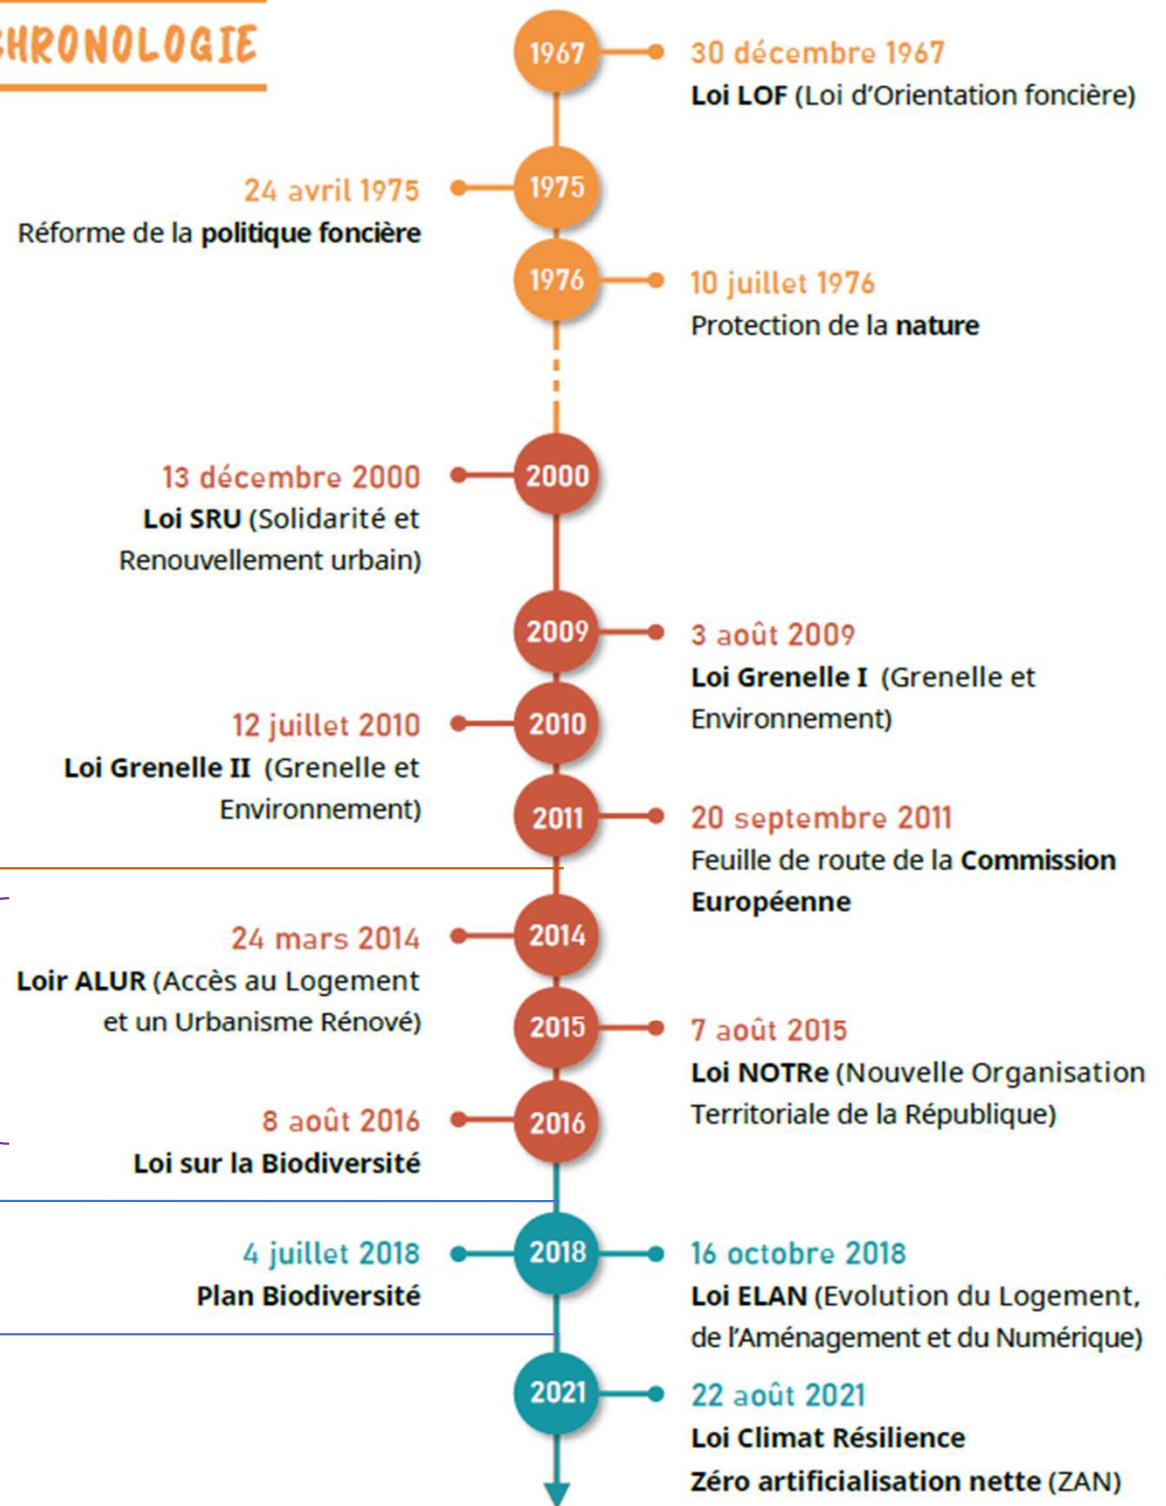 CHRONOLOGIE
1967
30 décembre 1967
Loi LOF (Loi d'Orientation foncière)
24 avril 1975
1975
Réforme de la politique foncière
1976
10 juillet 1976
Protection de la nature
13 décembre 2000
2000
Loi SRU (Solidarité et
Renouvellement urbain)
2009
3 août 2009
Loi Grenelle I (Grenelle et
Environnement)
12 juillet 2010
2010
Loi Grenelle II (Grenelle et
Environnement)
2011
20 septembre 2011
Feuille de route de la Commission
Européenne
24 mars 2014
2014
Loir ALUR (Accès au Logement
et un Urbanisme Rénové)
2015
7 août 2015
Loi NOTRe (Nouvelle Organisation
Territoriale de la République)
8 août 2016
2016
Loi sur la Biodiversité
4 juillet 2018
Plan Biodiversité
2018
16 octobre 2018
Loi ELAN (Evolution du Logement,
de l'Aménagement et du Numérique)
2021
22 août 2021
Loi Climat Résilience
Zéro artificialisation nette (ZAN)